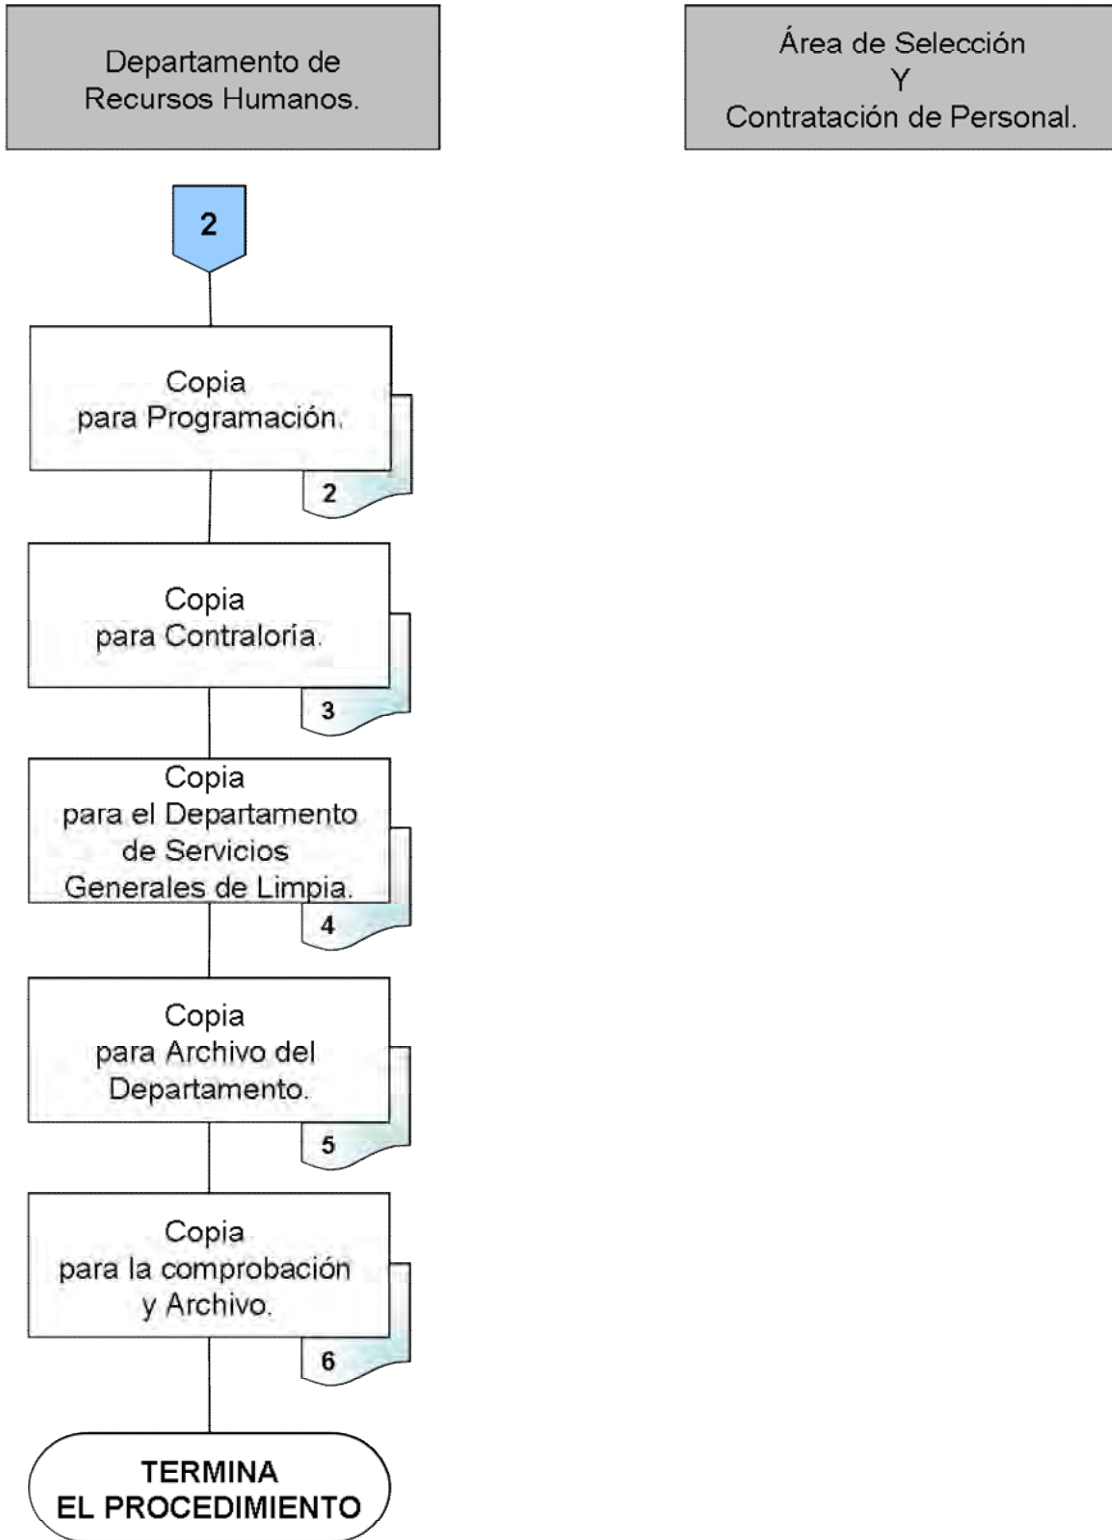 Departamento de
Recursos Humanos.
Área de Selección
Y
Contratación de Personal.
2
Copia
para Programación.
2
Copia
para Contraloría.
3
Copia
para el Departamento
de Servicios
Generales de Limpia.
4
Copia
para Archivo del
Departamento.
5
Copia
para la comprobación
y Archivo.
6
TERMINA
EL PROCEDIMIENTO